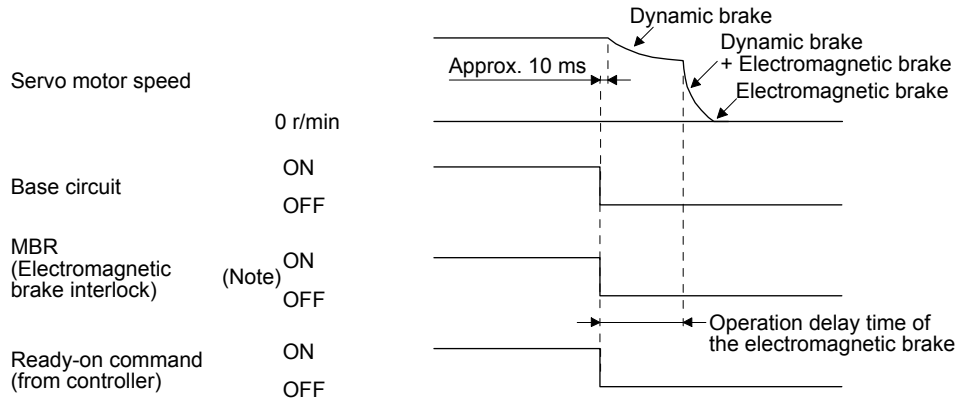 Dynamic brake
Dynamic brake
+ Electromagnetic brake
Approx. 10 ms
Servo motor speed
Electromagnetic brake
0 r/min
ON
Base circuit
OFF
MBR
(Electromagnetic
brake interlock)
(Note)
ON
OFF
Operation delay time of
the electromagnetic brake
Ready-on command
(from controller)
ON
OFF